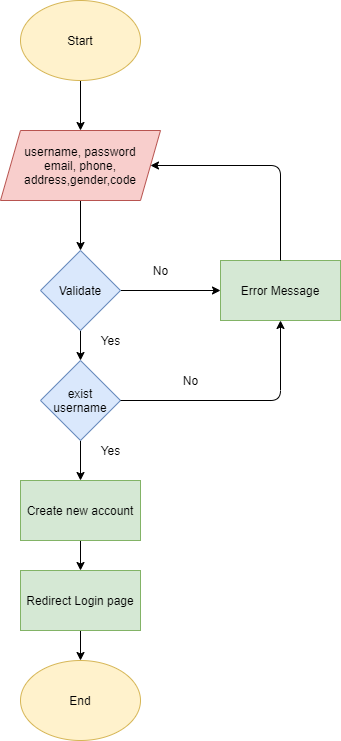 Start
username, password
email, phone,
address,gender,code
No
Validate
Error Message
Yes
No
exist
username
Yes
Create new account
Redirect Login page
End